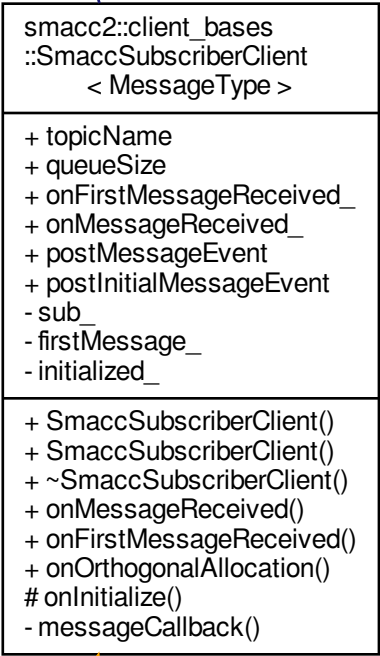 smacc2::client_bases
::SmaccSubscriberClient
< MessageType >
+ topicName
+ queueSize
+ onFirstMessageReceived_
+ onMessageReceived_
+ postMessageEvent
+ postInitialMessageEvent
- sub_
- firstMessage_
- initialized_
+ SmaccSubscriberClient()
+ SmaccSubscriberClient()
+ ~SmaccSubscriberClient()
+ onMessageReceived()
+ onFirstMessageReceived()
+ onOrthogonalAllocation()
# onInitialize()
- messageCallback()